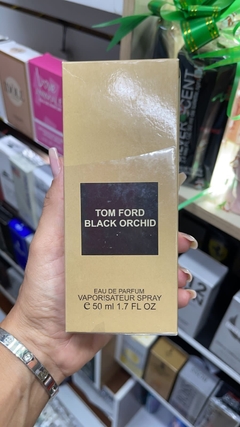 TOM FORD
BLACK ORCHID
EAU DE PARFUM
VAPORISATEUR SPRAY
℮ 50 ml 1.7 FL OZ